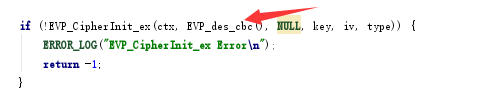 if (!EVP_CipherInit_ex(ctx, EVP_des_cbc(), NULL, key, iv, type)) {
ERROR_LOG("EVP_CipherInit_ex Error\n");
return -1;
}